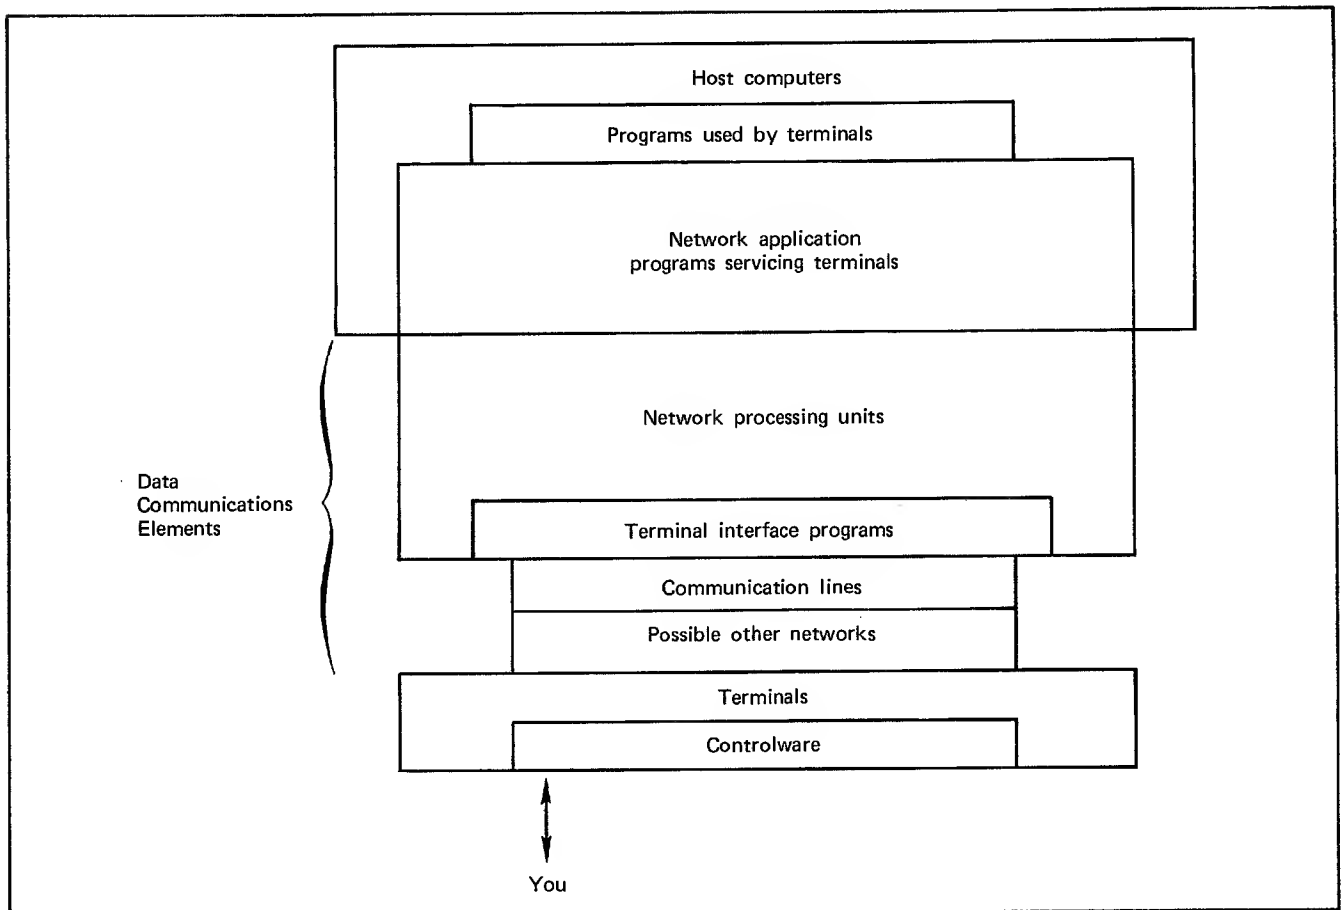 Host computers
Programs used by terminals
Network application
programs servicing terminals
Network processing units
Data
Communications
Elements
Terminal interface programs
Communication lines
Possible other networks
Terminals
Controlware
You